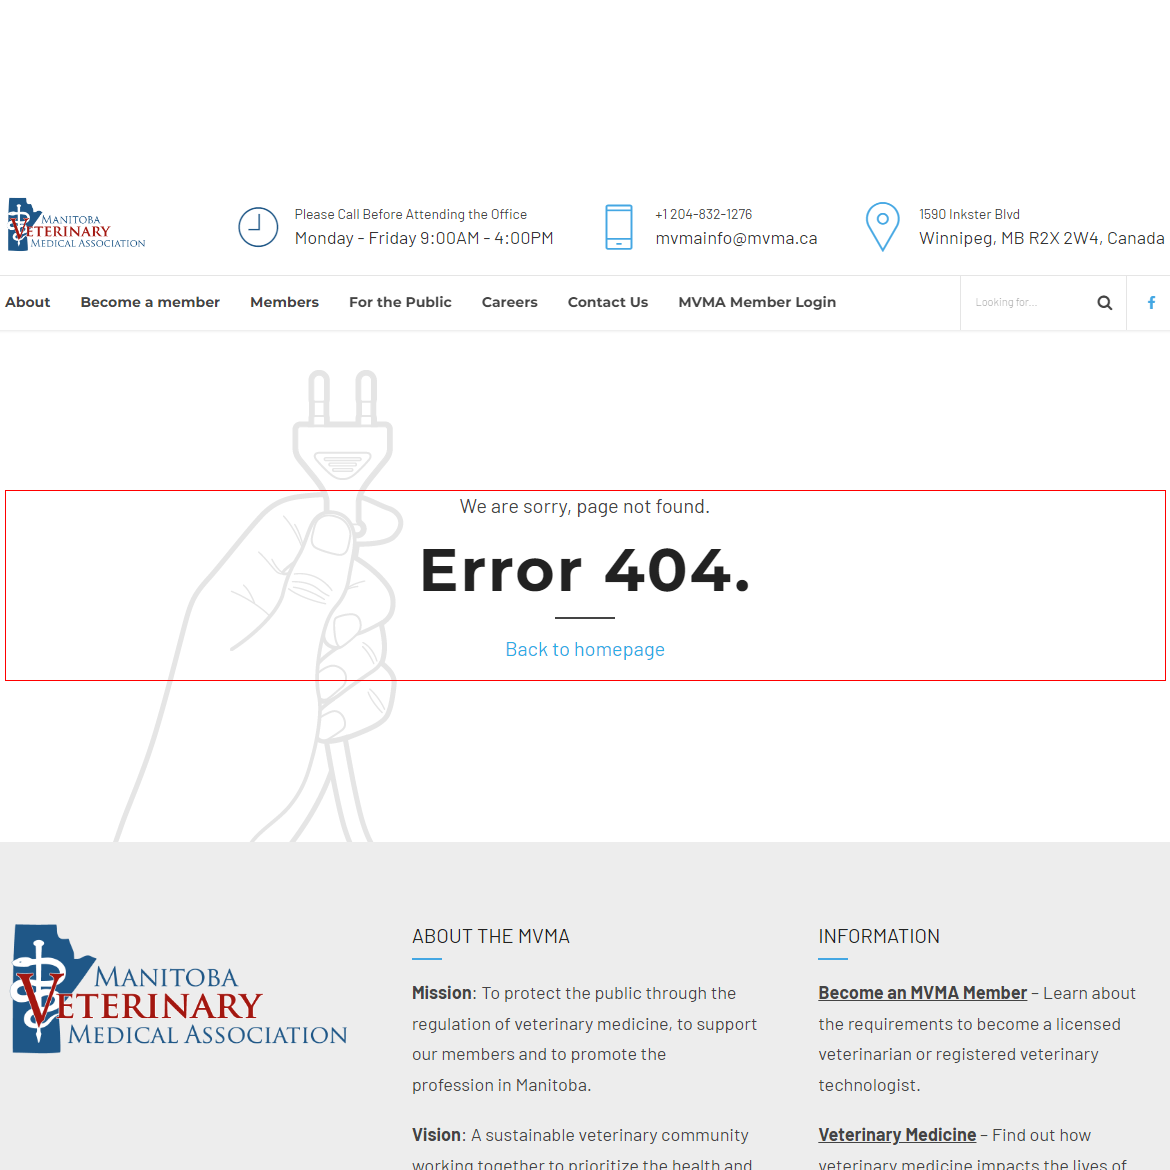 MANITOBA
VETERINARY
MEDICAL ASSOCIATION
Please Call Before Attending the Office
Monday - Friday 9:00AM - 4:00PM
+1 204-832-1276
mvmainfo@mvma.ca
1590 Inkster Blvd
Winnipeg, MB R2X 2W4, Canada
About Become a member Members For the Public Careers Contact Us MVMA Member Login Looking for...
We are sorry, page not found.
Error 404.
Back to homepage
MANITOBA
VETERINARY
MEDICAL ASSOCIATION
ABOUT THE MVMA
Mission: To protect the public through the
regulation of veterinary medicine, to support
our members and to promote the
profession in Manitoba.
Vision: A sustainable veterinary community
working together to prioritize the health and
INFORMATION
Become an MVMA Member – Learn about
the requirements to become a licensed
veterinarian or registered veterinary
technologist.
Veterinary Medicine – Find out how
veterinary medicine impacts the lives of